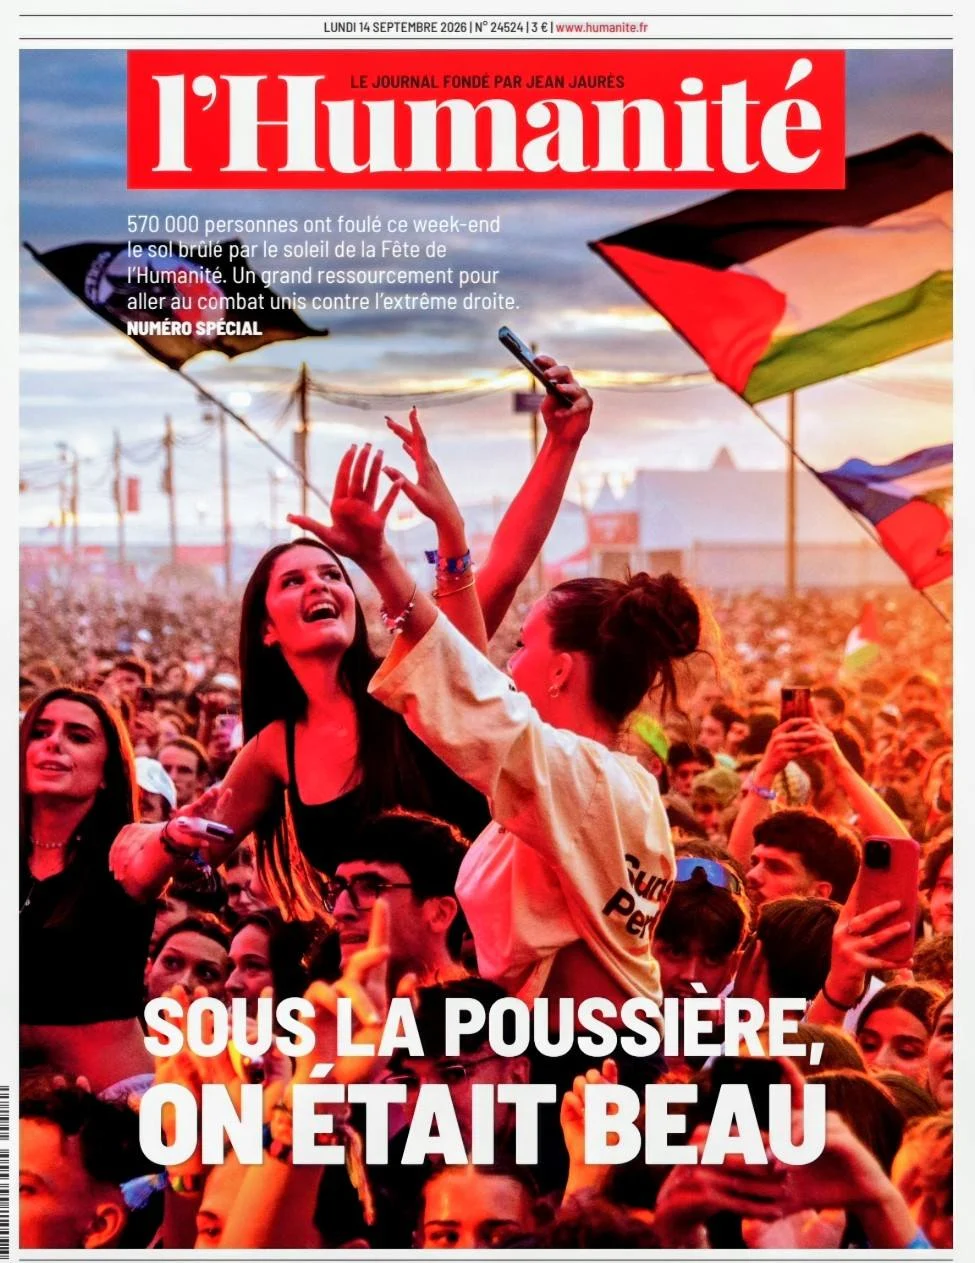 LUNDI 14 SEPTEMBRE 2026 | N° 24524 | 3 € | www.humanite.fr
LE JOURNAL FONDÉ PAR JEAN JAURÈS
l'Humanité
570 000 personnes ont foulé ce week-end
le sol brûlé par le soleil de la Fête de
l'Humanité. Un grand ressourcement pour
aller au combat unis contre l'extrême droite.
NUMÉRO SPÉCIAL
SOUS LA POUSSIÈRE,
ON ÉTAIT BEAU